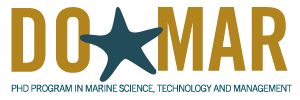 DO MAR
PHD PROGRAM IN MARINE SCIENCE, TECHNOLOGY AND MANAGEMENT